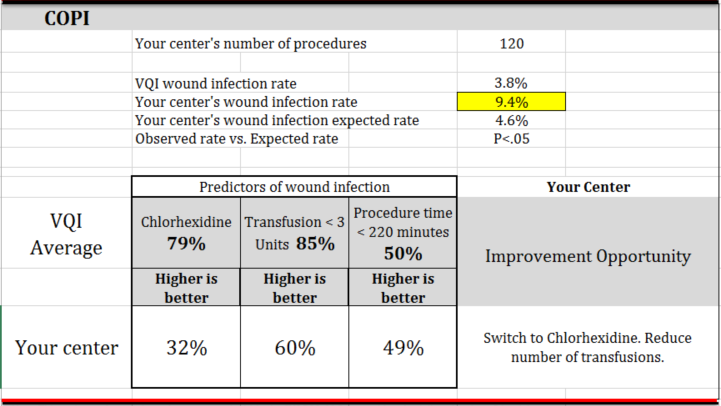 COPI
Your center's number of procedures 120
VQI wound infection rate 3.8%
Your center's wound infection rate 9.4%
Your center's wound infection expected rate 4.6%
Observed rate vs. Expected rate P<.05
Predictors of wound infection Your Center
VQI
Average
Chlorhexidine
79%
Transfusion < 3
Units 85%
Procedure time
< 220 minutes
50%
Improvement Opportunity
Higher is
better
Higher is
better
Higher is
better
Your center 32% 60% 49%
Switch to Chlorhexidine. Reduce
number of transfusions.